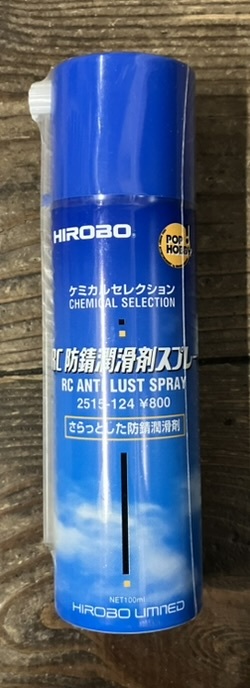 HIROBO
POP
HOBBY
ケミカルセレクション
CHEMICAL SELECTION
RC 防錆潤滑剤スプレー
RC ANTI LUST SPRAY
2515-124 ¥800
さらっとした防錆潤滑剤
NET100ml
HIROBO LIMITED